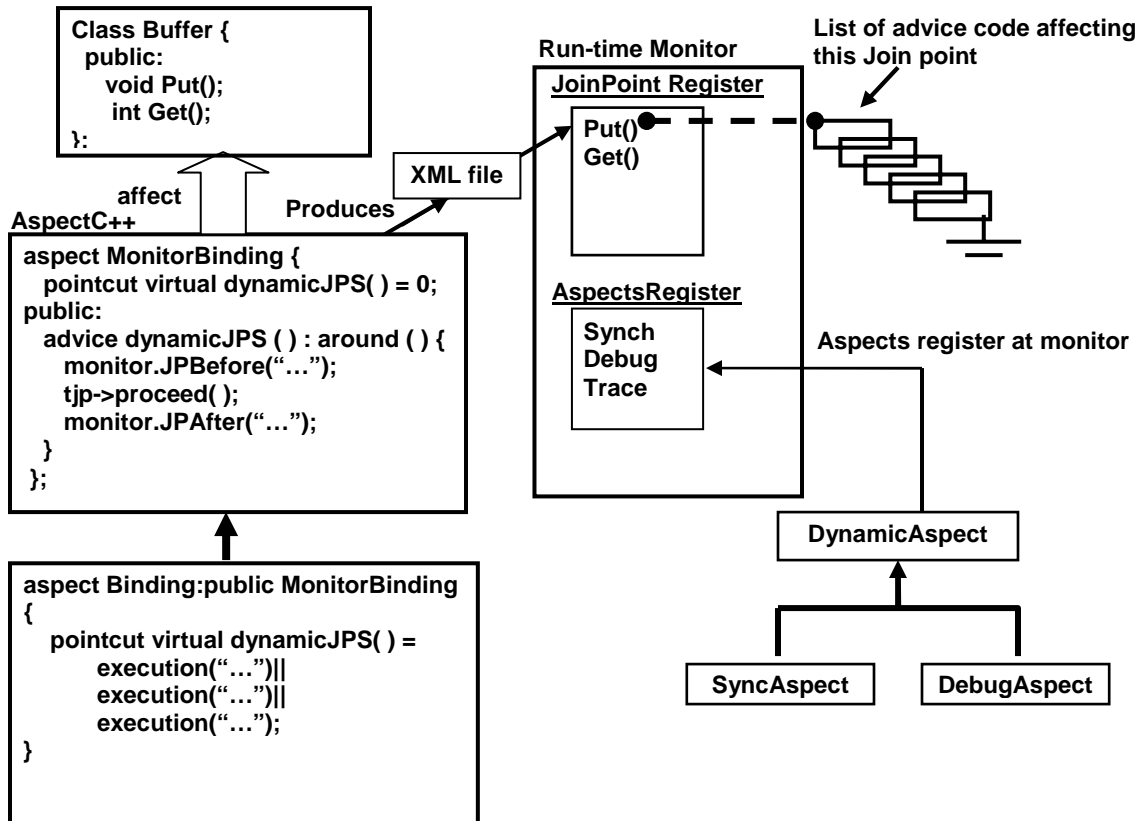 Class Buffer {
public:
void Put();
int Get();
}:
affect
Produces
XML file
AspectC++
aspect MonitorBinding {
pointcut virtual dynamicJPS( ) = 0;
public:
advice dynamicJPS ( ) : around ( ) {
monitor.JPBefore(“…”);
tjp->proceed( );
monitor.JPAfter(“…”);
}
};
aspect Binding:public MonitorBinding
{
pointcut virtual dynamicJPS( ) =
execution(“…”)||
execution(“…”)||
execution(“…”);
}
Run-time Monitor
JoinPoint Register
Put()
Get()
AspectsRegister
Synch
Debug
Trace
List of advice code affecting
this Join point
Aspects register at monitor
DynamicAspect
SyncAspect
DebugAspect